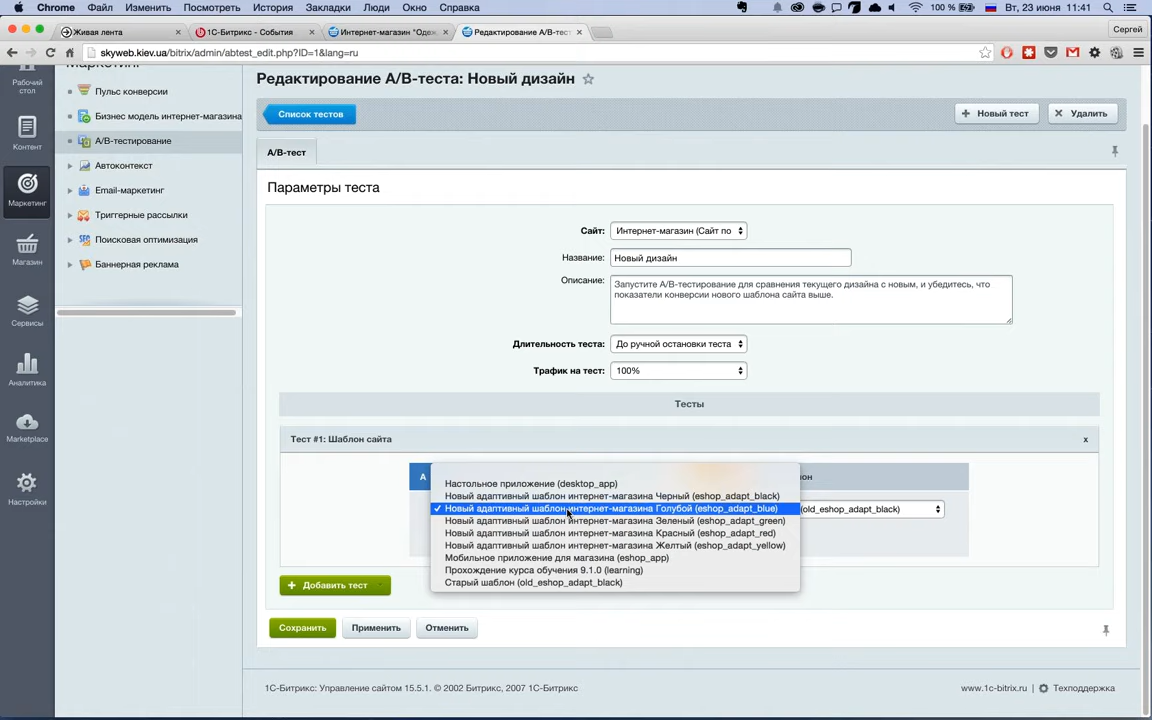 Chrome Файл Изменить Посмотреть История Закладки Люди Окно Справка 100 % Вт, 23 июня 11:41
Живая лента 1С-Битрикс - События Интернет-магазин "Одеж Редактирование А/В-тест: Сергей
skyweb.kiev.ua/bitrix/admin/abtest_edit.php?ID=1&lang=ru
Рабочий стол
Контент
Маркетинг
Магазин
Сервисы
Аналитика
Marketplace
Настройки
Пульс конверсии
Бизнес модель интернет-магазина
А/В-тестирование
Автоконтекст
Email-маркетинг
Триггерные рассылки
Поисковая оптимизация
Баннерная реклама
Редактирование А/В-теста: Новый дизайн
Список тестов Новый тест Удалить
А/В-тест
Параметры теста
Сайт: Интернет-магазин (Сайт по
Название: Новый дизайн
Описание: Запустите А/В-тестирование для сравнения текущего дизайна с новым, и убедитесь, что
показатели конверсии нового шаблона сайта выше.
Длительность теста: До ручной остановки теста
Трафик на тест: 100%
Тесты
Тест #1: Шаблон сайта x
А
Настольное приложение (desktop_app)
Новый адаптивный шаблон интернет-магазина Черный (eshop_adapt_black)
Новый адаптивный шаблон интернет-магазина Голубой (eshop_adapt_blue) (old_eshop_adapt_black)
Новый адаптивный шаблон интернет-магазина Зеленый (eshop_adapt_green)
Новый адаптивный шаблон интернет-магазина Красный (eshop_adapt_red)
Новый адаптивный шаблон интернет-магазина Желтый (eshop_adapt_yellow)
Мобильное приложение для магазина (eshop_app)
Прохождение курса обучения 9.1.0 (learning)
Старый шаблон (old_eshop_adapt_black)
Добавить тест
Сохранить Применить Отменить
1С-Битрикс: Управление сайтом 15.5.1. © 2002 Битрикс, 2007 1С-Битрикс www.1c-bitrix.ru Техподдержка